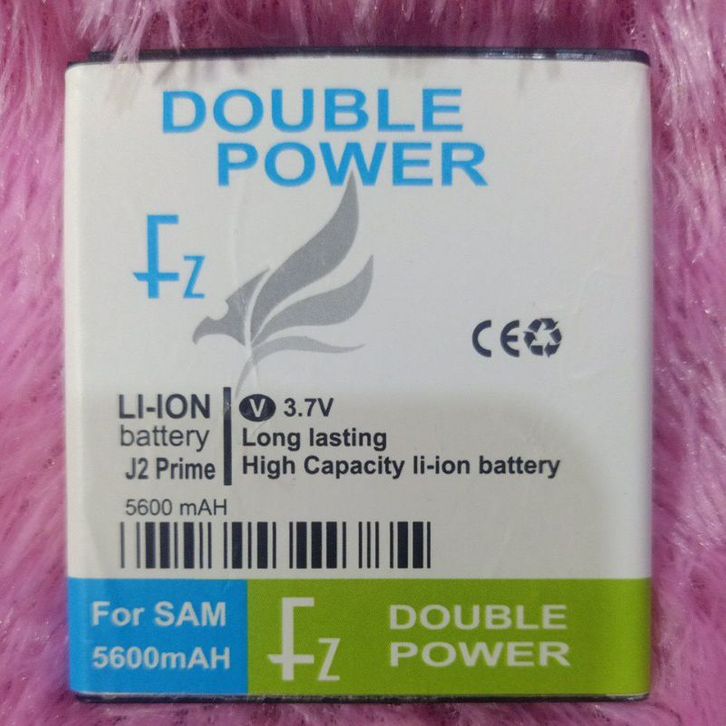 DOUBLE
POWER
Fz
CE
LI-ION
battery
J2 Prime
V 3.7V
Long lasting
High Capacity li-ion battery
5600 mAH
For SAM
5600mAH
Fz
DOUBLE
POWER